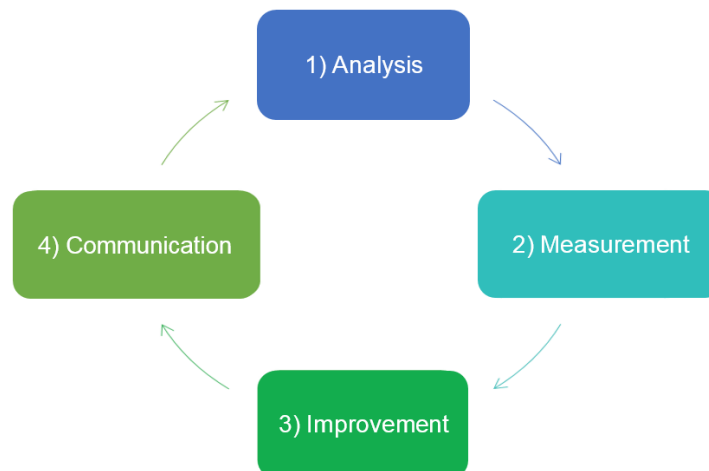 1) Analysis
2) Measurement
3) Improvement
4) Communication